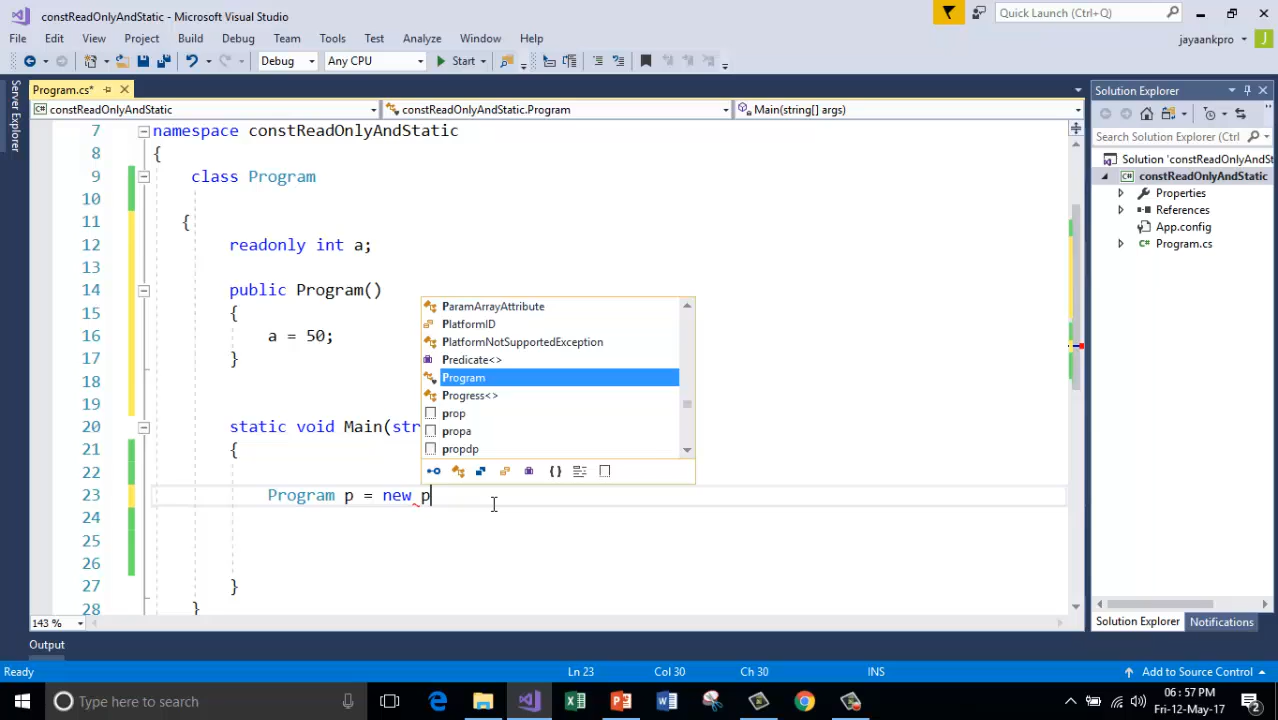 constReadOnlyAndStatic - Microsoft Visual Studio
Quick Launch (Ctrl+Q)
File Edit View Project Build Debug Team Tools Test Analyze Window Help
jayaankpro J
Debug Any CPU Start
Server Explorer
Program.cs*
Solution Explorer
constReadOnlyAndStatic constReadOnlyAndStatic.Program Main(string[] args)
Search Solution Explorer (Ctrl
Solution 'constReadOnlyAndSt
constReadOnlyAndStatic
Properties
References
App.config
Program.cs
7 namespace constReadOnlyAndStatic
8 {
9 class Program
10
11 {
12 readonly int a;
13
14 public Program()
15 {
16 a = 50;
17 }
18
19
20 static void Main(str
21 {
22
23 Program p = new p
24
25
26
27 }
28 }
ParamArrayAttribute
PlatformID
PlatformNotSupportedException
Predicate<>
Program
Progress<>
prop
propa
propdp
143 %
Solution Explorer Notifications
Output
Ready Ln 23 Col 30 Ch 30 INS Add to Source Control
Type here to search
06:57 PM
Fri-12-May-17
2